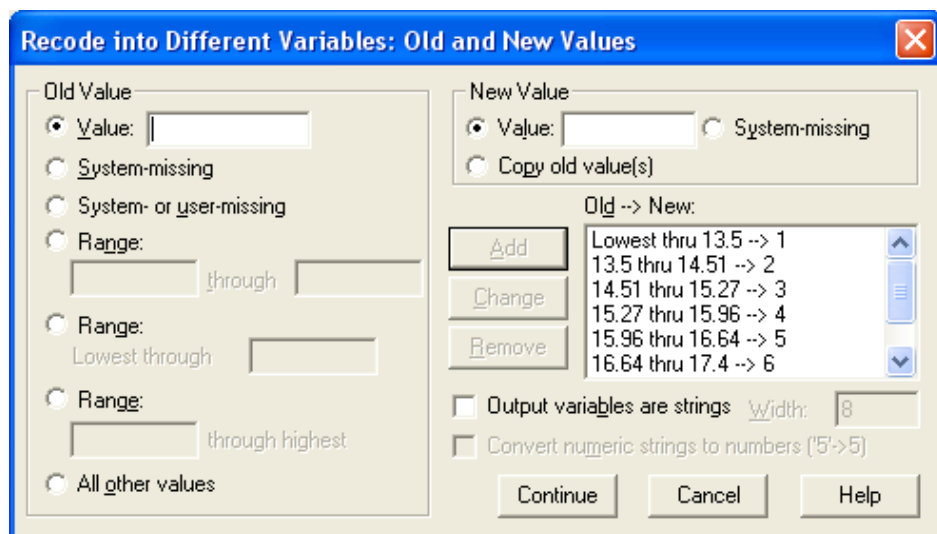 Recode into Different Variables: Old and New Values
Old Value
Value:
System-missing
System- or user-missing
Range:
through
Range:
Lowest through
Range:
through highest
All other values
New Value
Value:
System-missing
Copy old value(s)
Old --> New:
Add
Change
Remove
Lowest thru 13.5 --> 1
13.5 thru 14.51 --> 2
14.51 thru 15.27 --> 3
15.27 thru 15.96 --> 4
15.96 thru 16.64 --> 5
16.64 thru 17.4 --> 6
Output variables are strings Width: 8
Convert numeric strings to numbers ('5'->5)
Continue Cancel Help